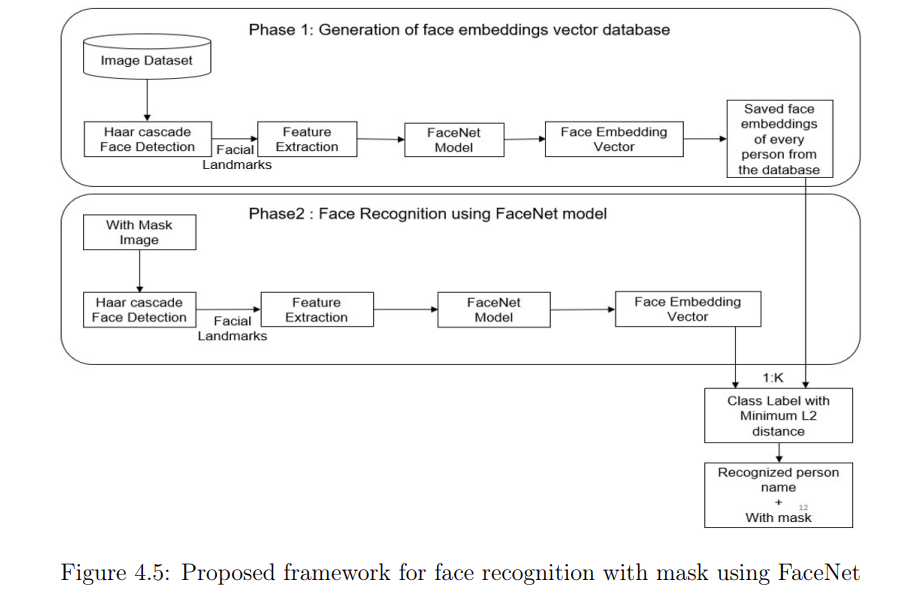 Phase 1: Generation of face embeddings vector database
Image Dataset
Haar cascade
Face Detection
Facial
Landmarks
Feature
Extraction
FaceNet
Model
Face Embedding
Vector
Saved face
embeddings
of every
person from
the database
Phase2 : Face Recognition using FaceNet model
With Mask
Image
Haar cascade
Face Detection
Facial
Landmarks
Feature
Extraction
FaceNet
Model
Face Embedding
Vector
1:K
Class Label with
Minimum L2
distance
Recognized person
name
+
12
With mask
Figure 4.5: Proposed framework for face recognition with mask using FaceNet